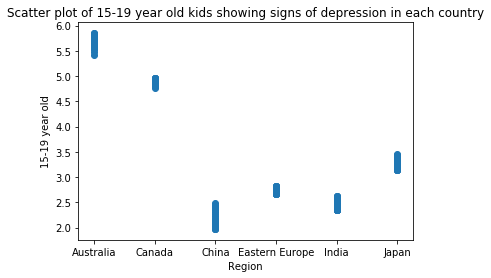 Scatter plot of 15-19 year old kids showing signs of depression in each country
6.0
5.5
5.0
4.5
4.0
3.5
3.0
2.5
2.0
15-19 year old
Australia Canada China Eastern Europe India Japan
Region